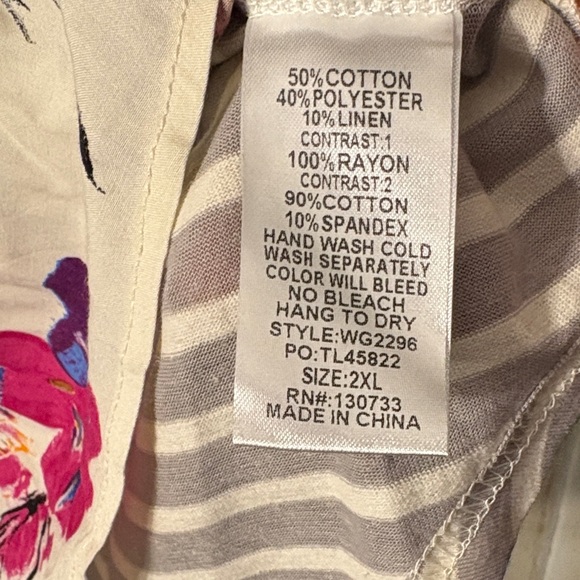 50%COTTON
40%POLYESTER
10%LINEN
CONTRAST:1
100%RAYON
CONTRAST:2
90%COTTON
10%SPANDEX
HAND WASH COLD
WASH SEPARATELY
COLOR WILL BLEED
NO BLEACH
HANG TO DRY
STYLE:WG2296
PO:TL45822
SIZE:2XL
RN#:130733
MADE IN CHINA